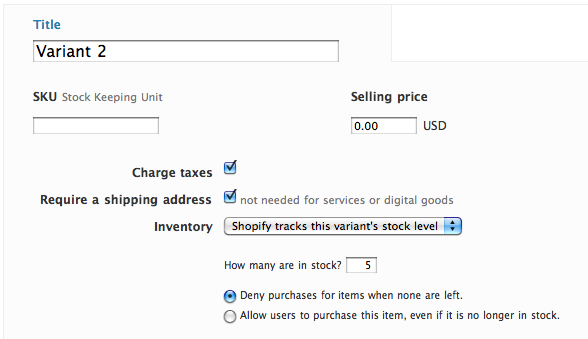 Title
Variant 2
SKU Stock Keeping Unit
Selling price
0.00 USD
Charge taxes
Require a shipping address not needed for services or digital goods
Inventory Shopify tracks this variant's stock level
How many are in stock? 5
Deny purchases for items when none are left.
Allow users to purchase this item, even if it is no longer in stock.